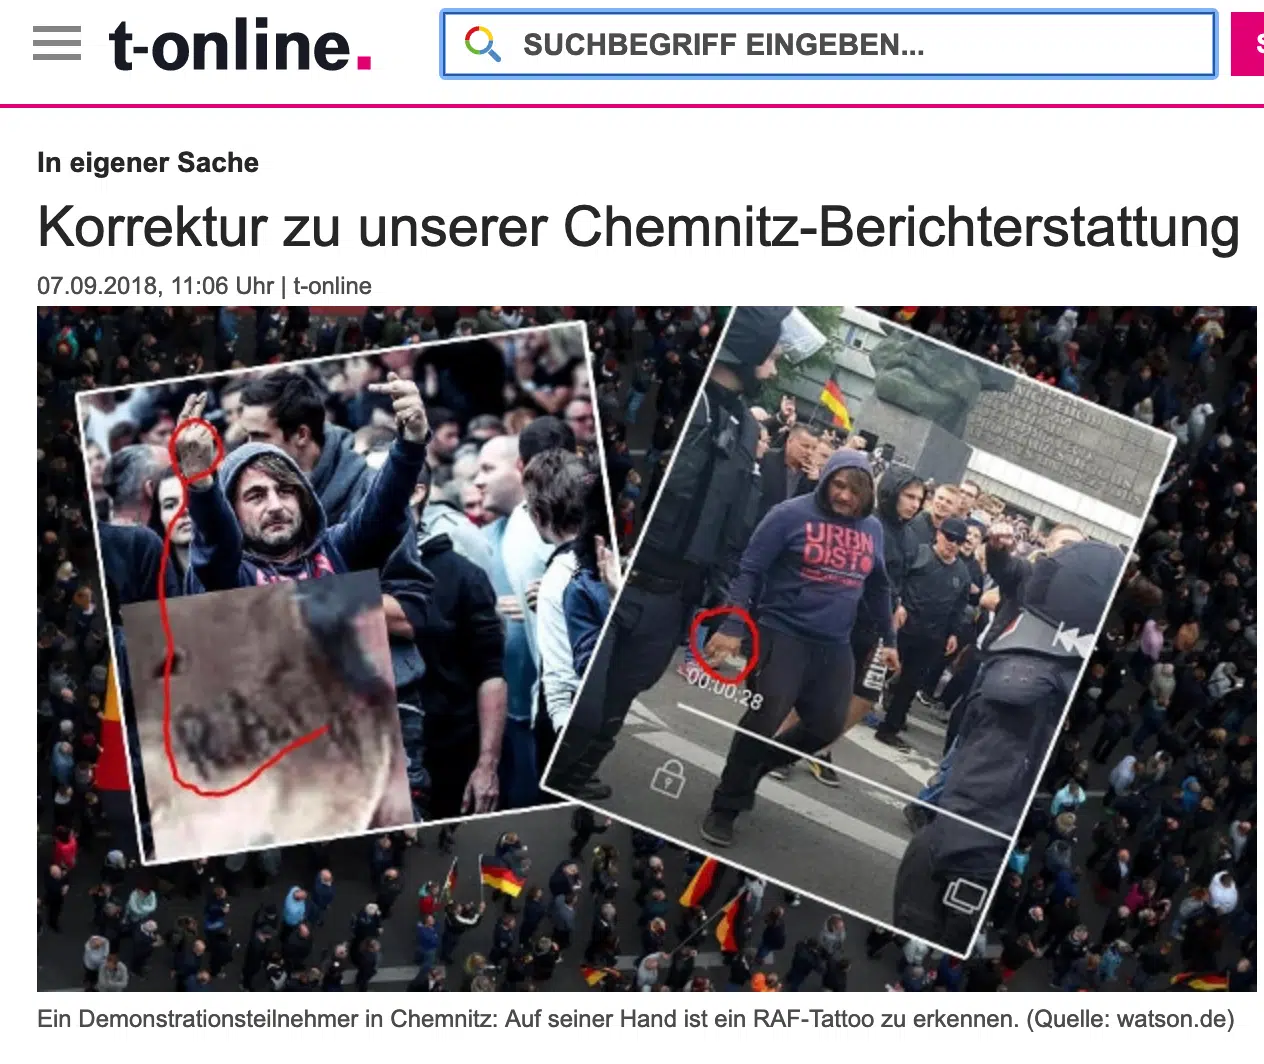 t-online.
SUCHBEGRIFF EINGEBEN...
S
In eigener Sache
Korrektur zu unserer Chemnitz-Berichterstattung
07.09.2018, 11:06 Uhr | t-online
URBN
DIST
00:00:28
Ein Demonstrationsteilnehmer in Chemnitz: Auf seiner Hand ist ein RAF-Tattoo zu erkennen. (Quelle: watson.de)